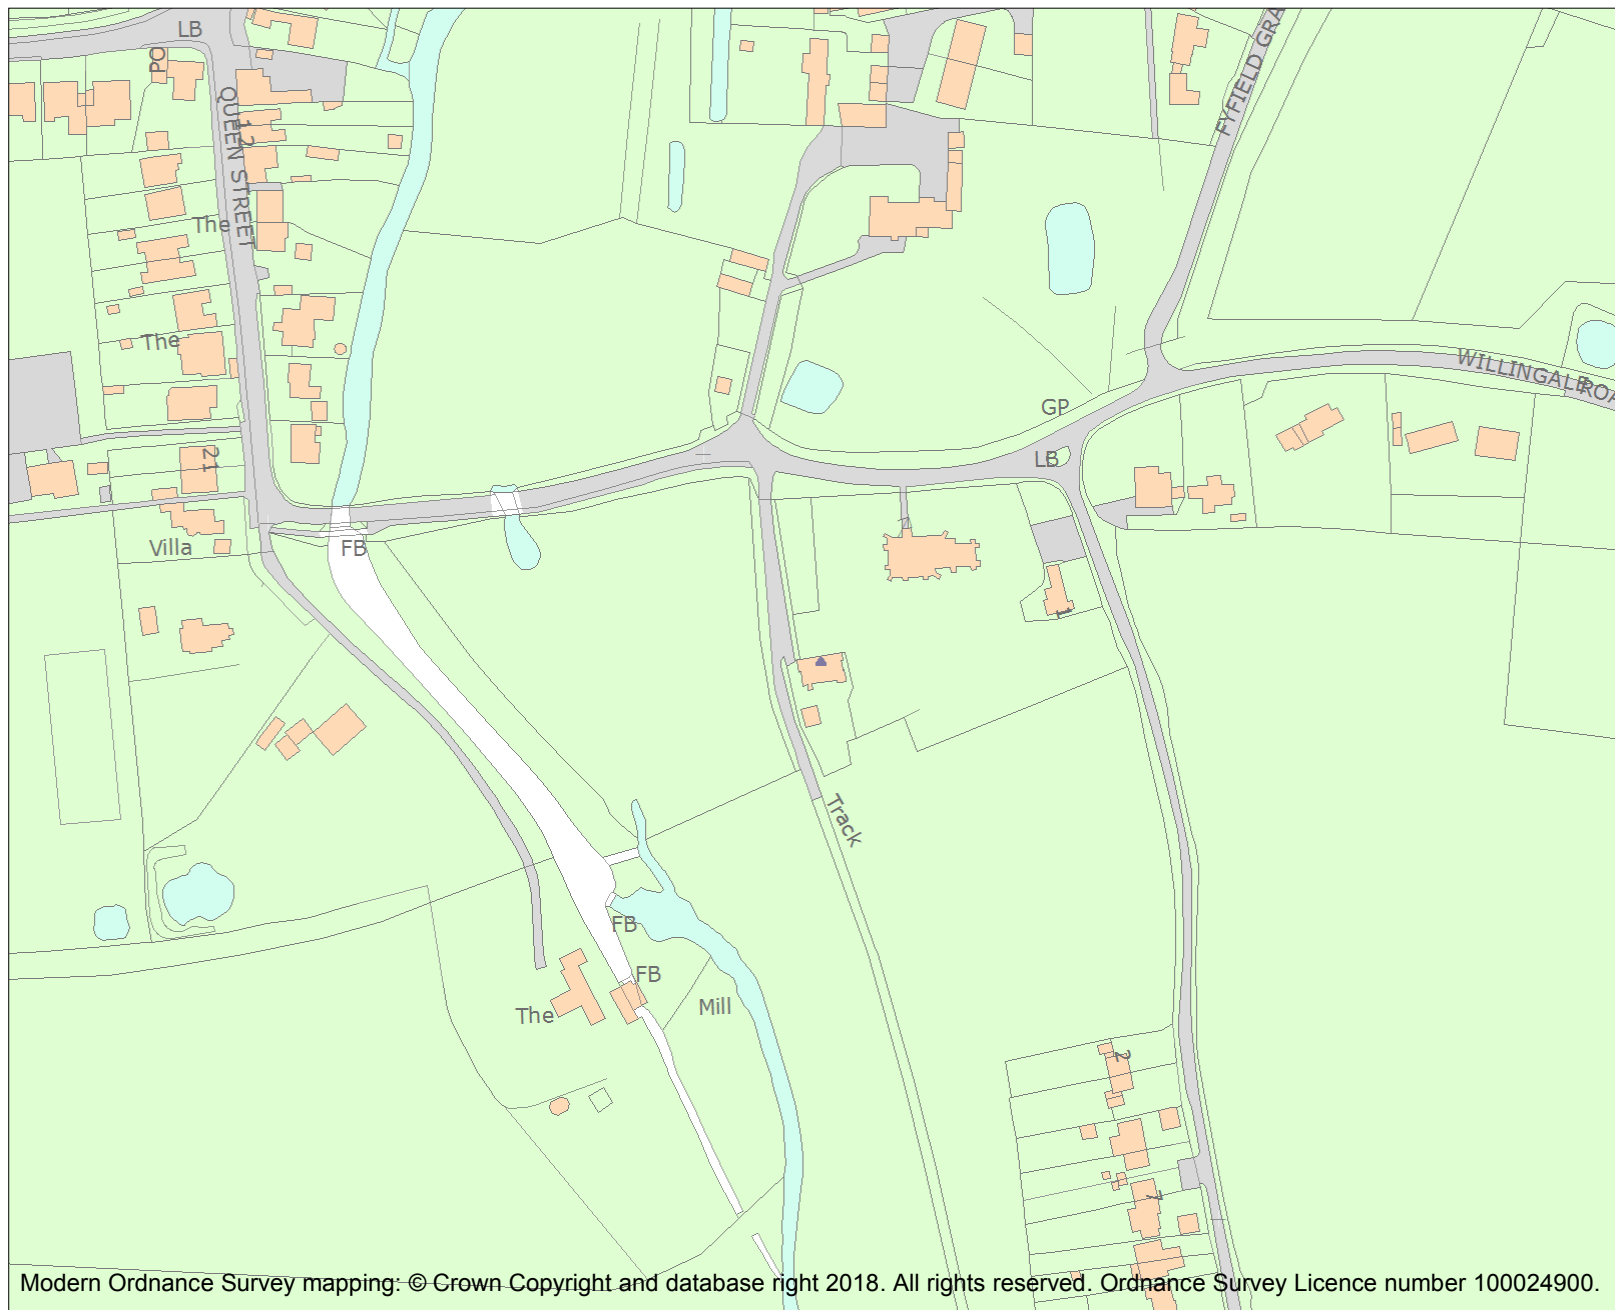 LB
PO
QUEEN STREET
12
FYFIELD GRA
The
The
WILLINGALE ROA
GP
21
LB
Villa
FB
1
Track
FB
FB
The
Mill
2
7
Modern Ordnance Survey mapping: © Crown Copyright and database right 2018. All rights reserved. Ordnance Survey Licence number 100024900.